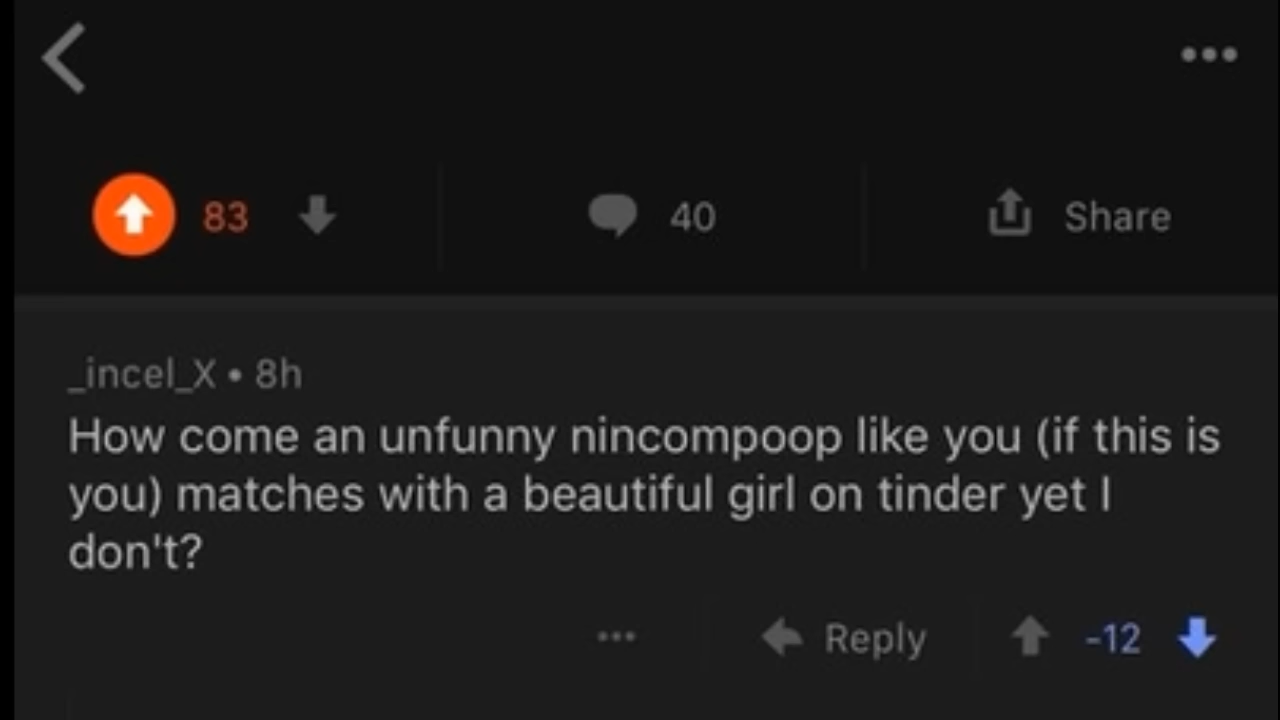 83 40 Share
_incel_X • 8h
How come an unfunny nincompoop like you (if this is
you) matches with a beautiful girl on tinder yet I
don't?
Reply -12